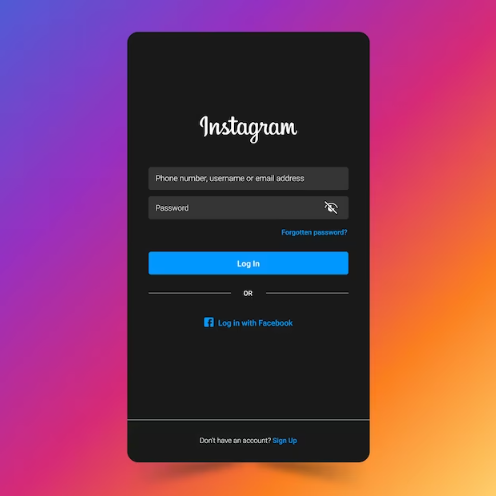 Instagram
Phone number, username or email address
Password
Forgotten password?
Log In
OR
Log in with Facebook
Don't have an account? Sign Up